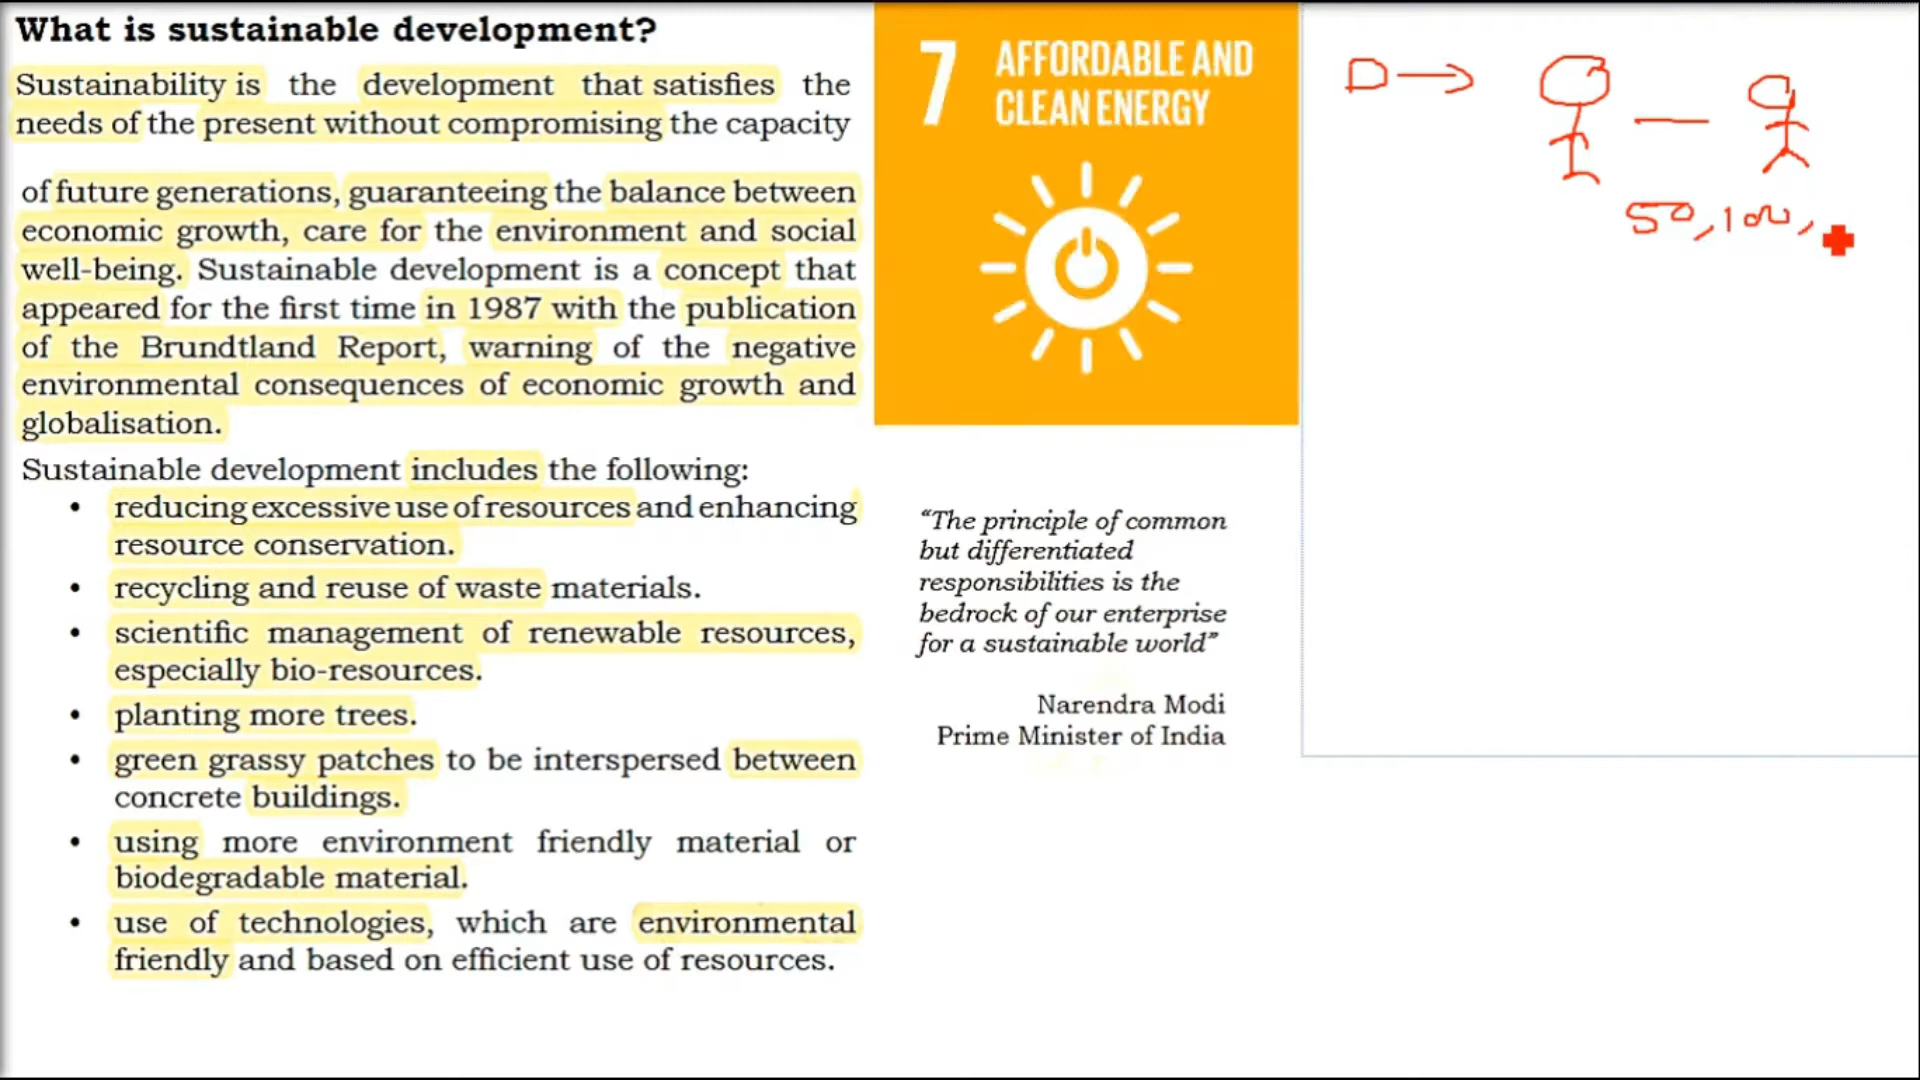 What is sustainable development?
Sustainability is the development that satisfies the
needs of the present without compromising the capacity
of future generations, guaranteeing the balance between
economic growth, care for the environment and social
well-being. Sustainable development is a concept that
appeared for the first time in 1987 with the publication
of the Brundtland Report, warning of the negative
environmental consequences of economic growth and
globalisation.
Sustainable development includes the following:
• reducing excessive use of resources and enhancing
resource conservation.
• recycling and reuse of waste materials.
• scientific management of renewable resources,
especially bio-resources.
• planting more trees.
• green grassy patches to be interspersed between
concrete buildings.
• using more environment friendly material or
biodegradable material.
• use of technologies, which are environmental
friendly and based on efficient use of resources.
7 AFFORDABLE AND
CLEAN ENERGY
“The principle of common
but differentiated
responsibilities is the
bedrock of our enterprise
for a sustainable world”
Narendra Modi
Prime Minister of India
D →
50, 100,